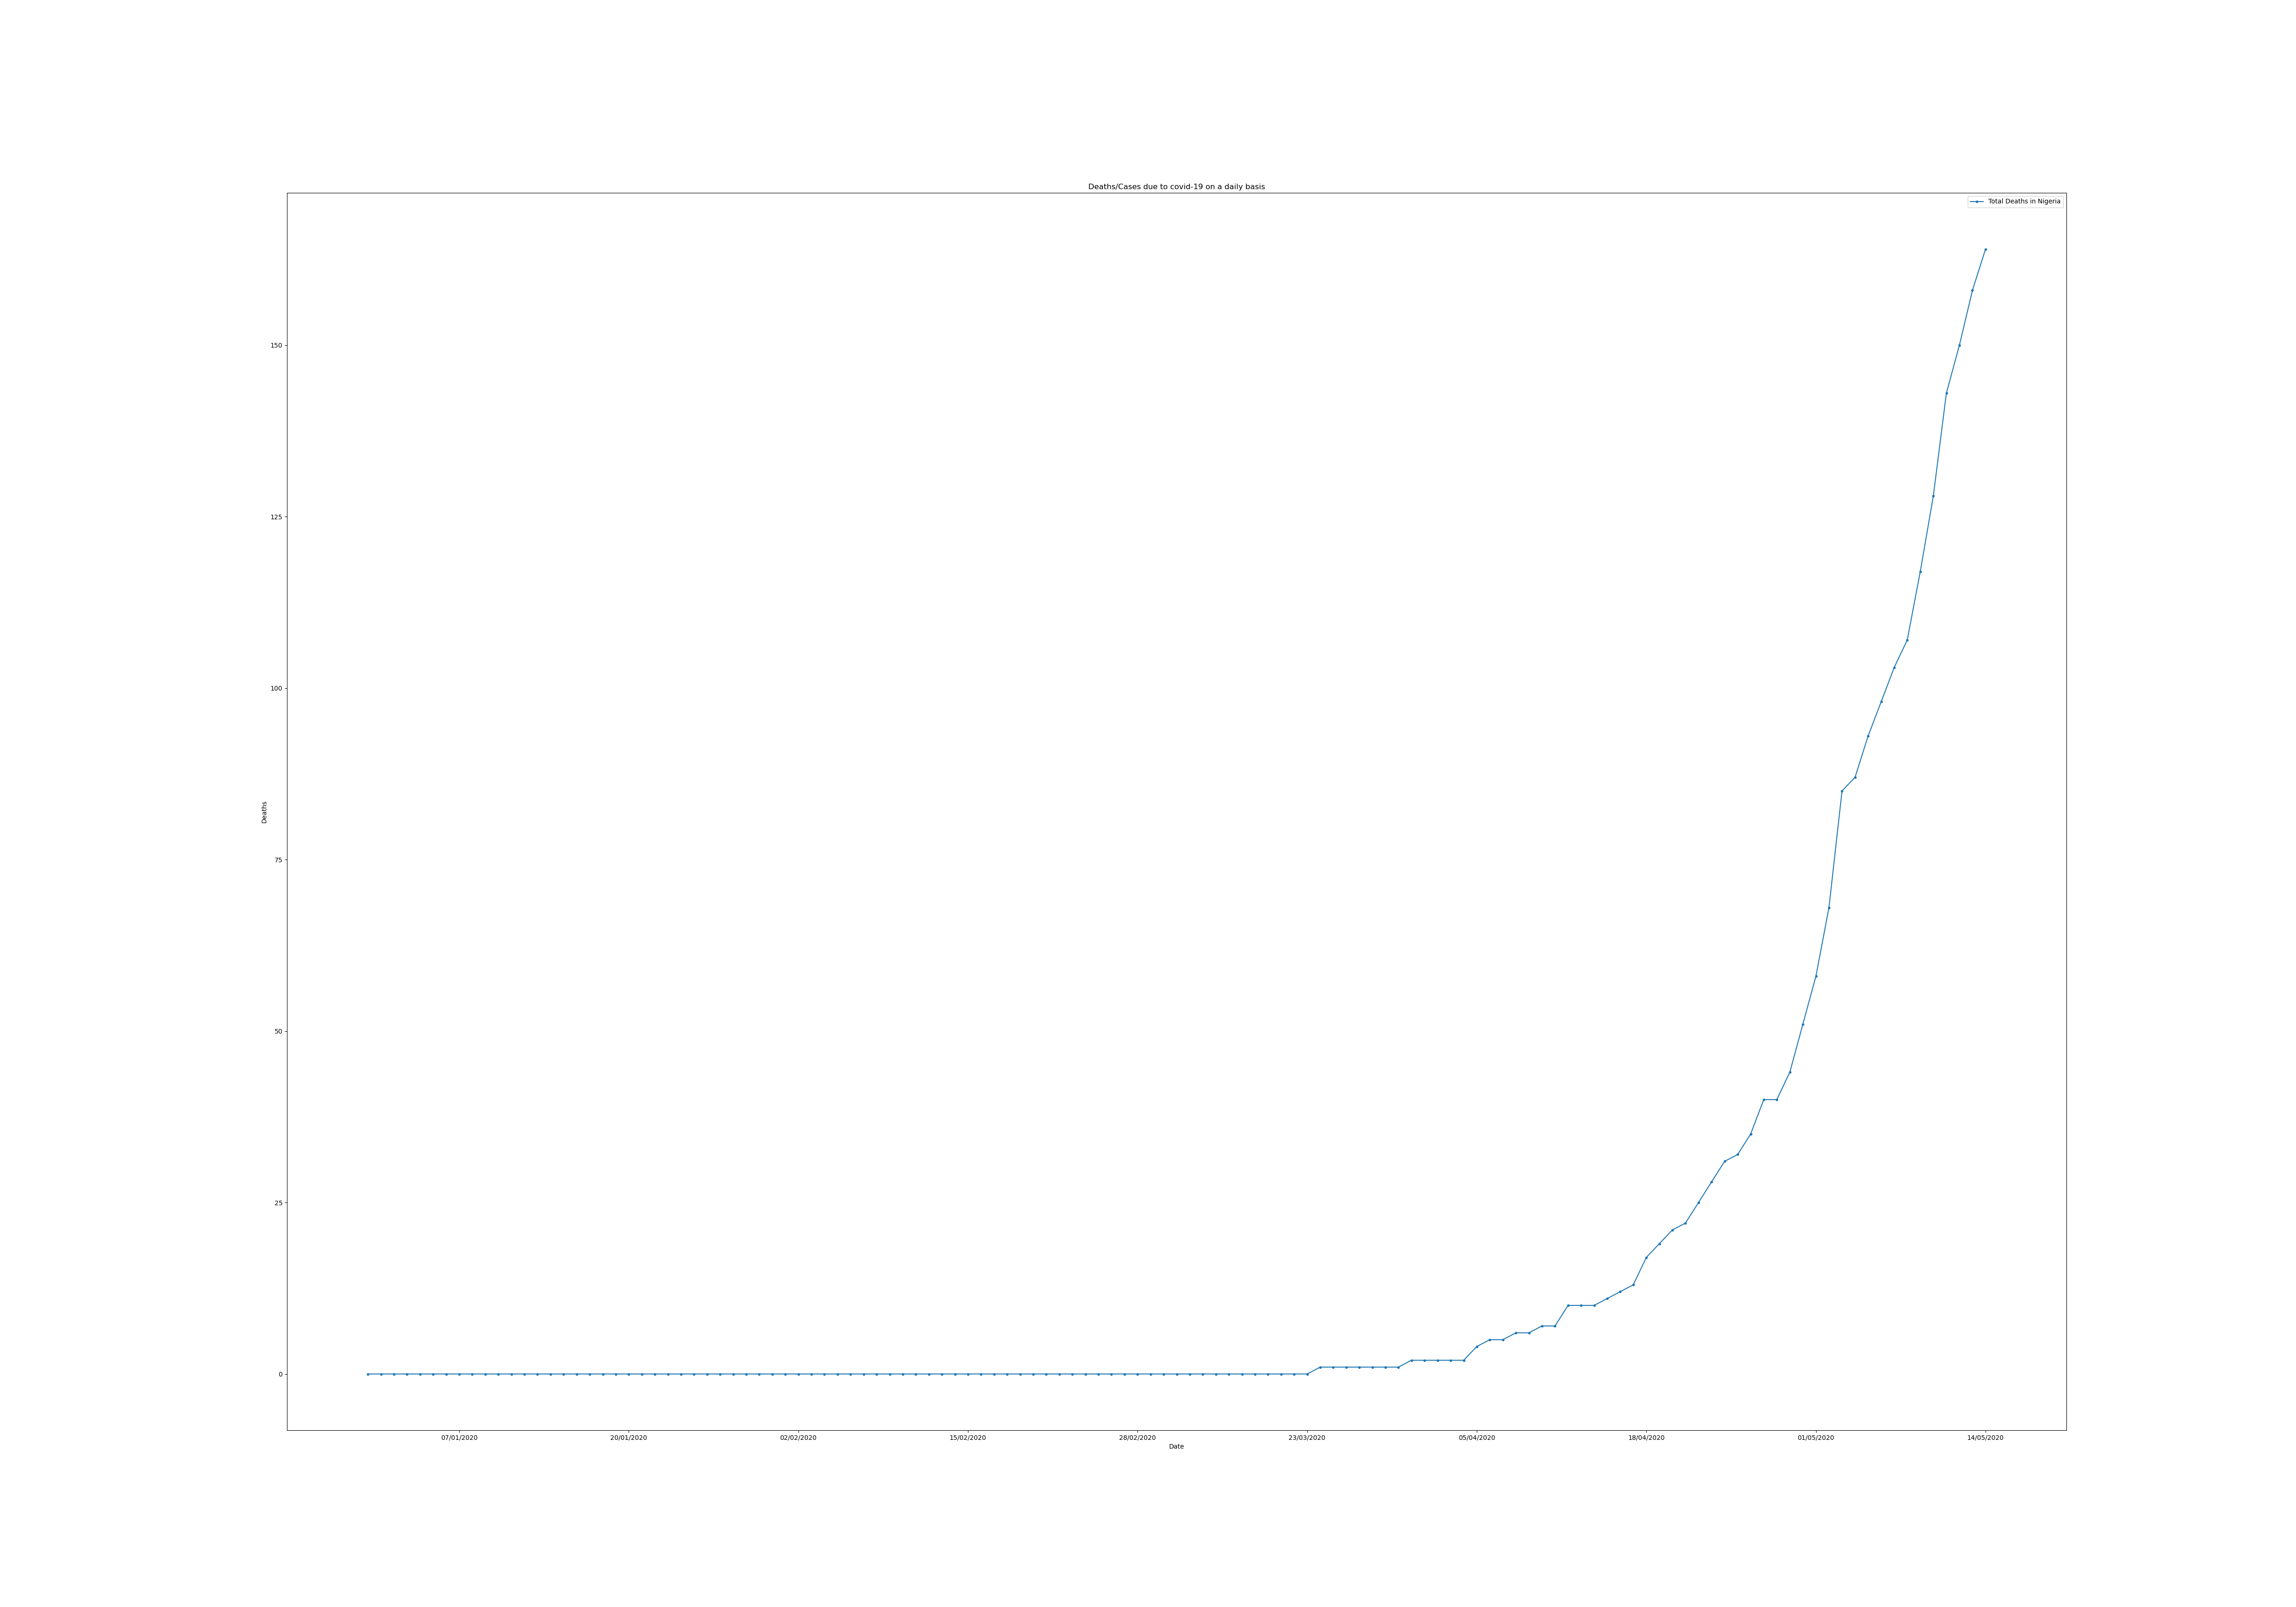 Deaths/Cases due to covid-19 on a daily basis
Total Deaths in Nigeria
150
125
100
75
50
25
0
Deaths
07/01/2020 20/01/2020 02/02/2020 15/02/2020 28/02/2020 23/03/2020 05/04/2020 18/04/2020 01/05/2020 14/05/2020
Date